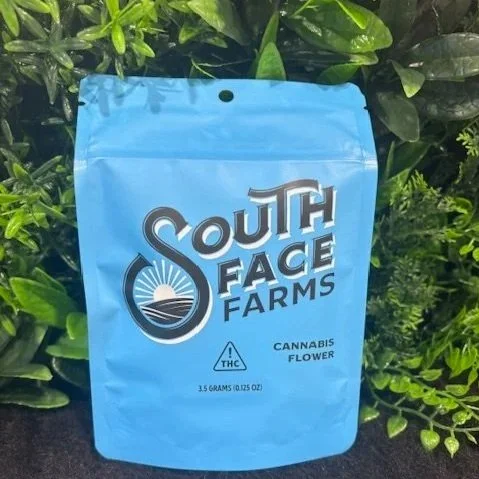 SOUTH
FACE
FARMS
CANNABIS
FLOWER
!
THC
3.5 GRAMS (0.125 OZ)